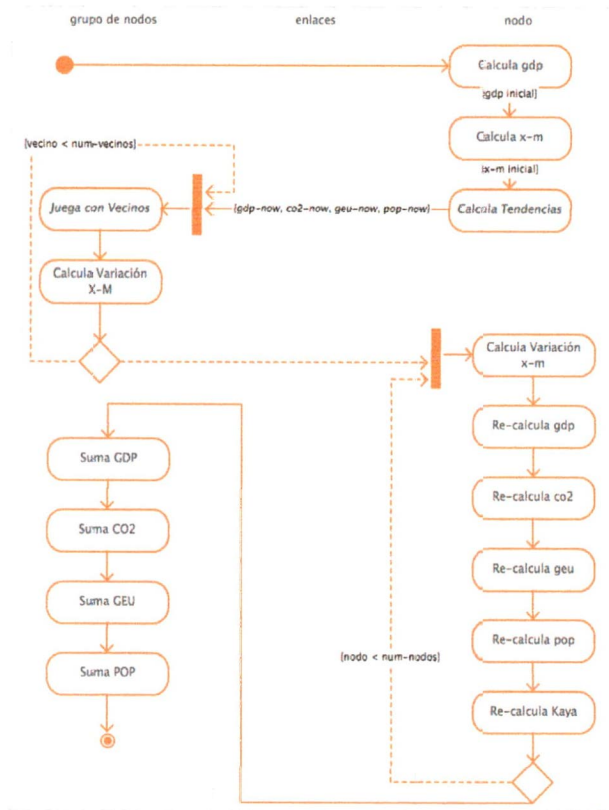 grupo de nodos
enlaces
nodo
Calcula gdp
[gdp inicial]
Calcula x-m
[x-m inicial]
[vecino < num-vecinos]
Juega con Vecinos
[gdp-now, co2-now, geu-now, pop-now]
Calcula Tendencias
Calcula Variación
X-M
Calcula Variación
x-m
Re-calcula gdp
Suma GDP
Re-calcula co2
Suma CO2
Re-calcula geu
Suma GEU
Re-calcula pop
Suma POP
[nodo < num-nodos]
Re-calcula Kaya